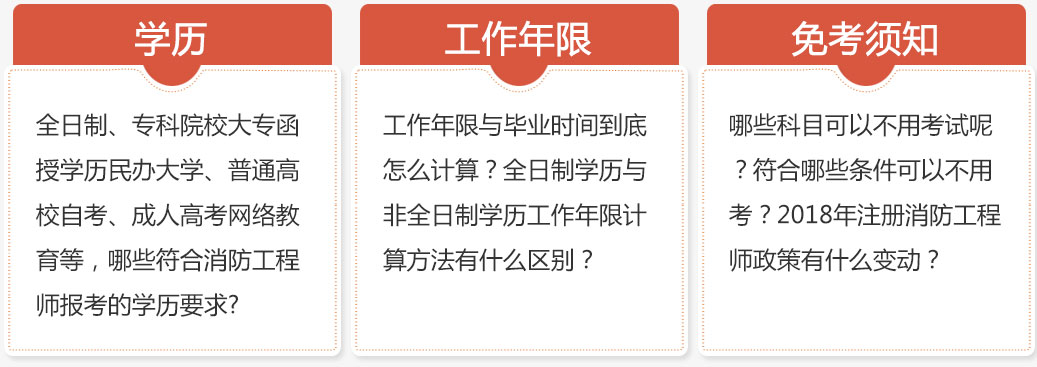 学历
全日制、专科院校大专函
授学历民办大学、普通高
校自考、成人高考网络教
育等，哪些符合消防工程
师报考的学历要求?
工作年限
工作年限与毕业时间到底
怎么计算？全日制学历与
非全日制学历工作年限计
算方法有什么区别？
免考须知
哪些科目可以不用考试呢
？符合哪些条件可以不用
考？2018年注册消防工程
师政策有什么变动？